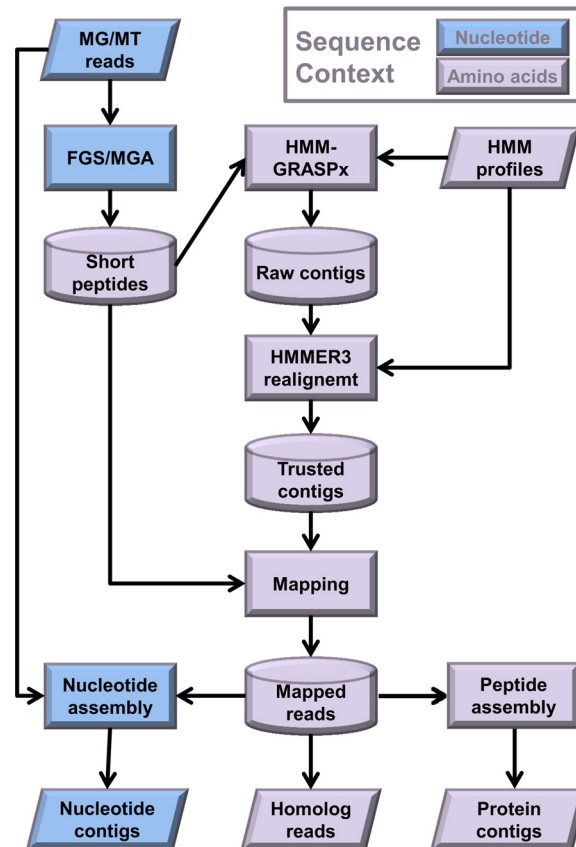 MG/MT
reads
Sequence
Context
Nucleotide
Amino acids
FGS/MGA
HMM-
GRASPx
HMM
profiles
Short
peptides
Raw contigs
HMMER3
realignemt
Trusted
contigs
Mapping
Nucleotide
assembly
Mapped
reads
Peptide
assembly
Nucleotide
contigs
Homolog
reads
Protein
contigs